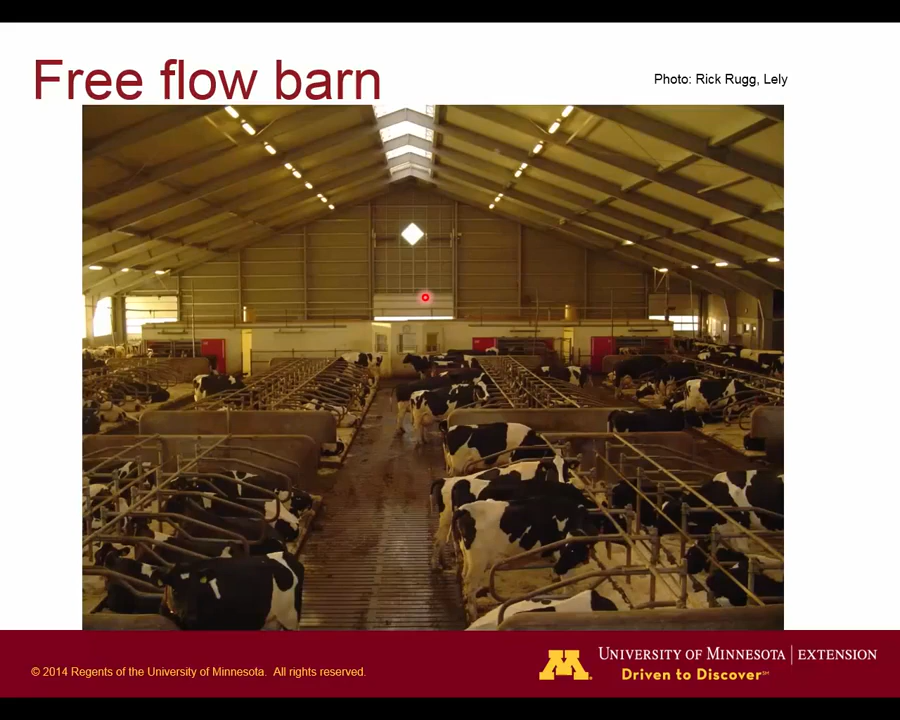 Free flow barn
Photo: Rick Rugg, Lely
© 2014 Regents of the University of Minnesota.  All rights reserved.
M
UNIVERSITY OF MINNESOTA | EXTENSION
Driven to Discover℠